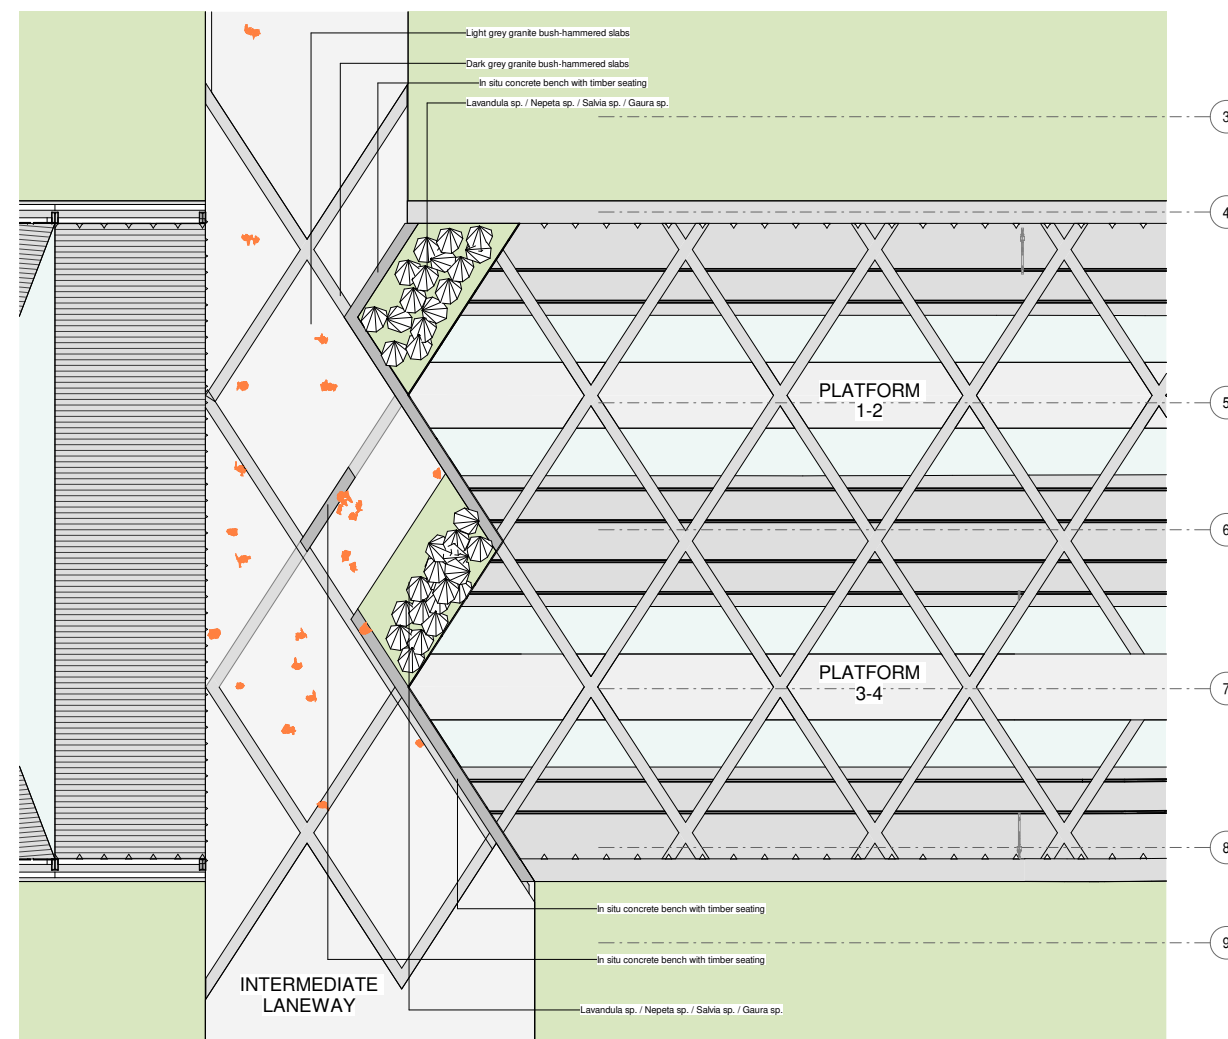 Light grey granite bush-hammered slabs
Dark grey granite bush-hammered slabs
In situ concrete bench with timber seating
Lavandula sp. / Nepeta sp. / Salvia sp. / Gaura sp.
3
4
PLATFORM
1-2
5
6
PLATFORM
3-4
7
8
In situ concrete bench with timber seating
9
In situ concrete bench with timber seating
INTERMEDIATE
LANEWAY
Lavandula sp. / Nepeta sp. / Salvia sp. / Gaura sp.